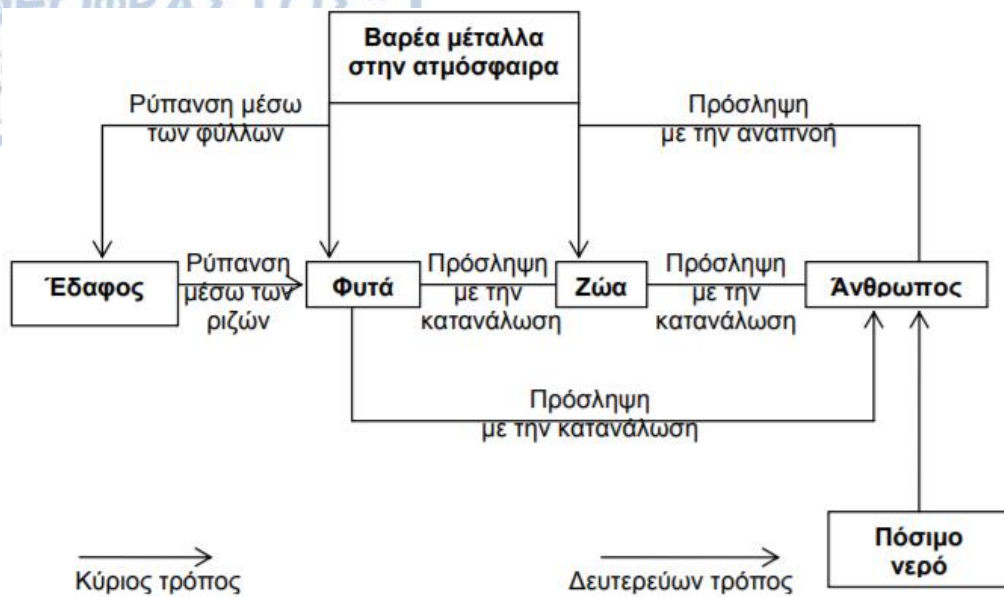 Βαρέα μέταλλα
στην ατμόσφαιρα
Ρύπανση μέσω
των φύλλων
Πρόσληψη
με την αναπνοή
Έδαφος
Ρύπανση
μέσω των
ριζών
Φυτά
Πρόσληψη
με την
κατανάλωση
Ζώα
Πρόσληψη
με την
κατανάλωση
Άνθρωπος
Πρόσληψη
με την κατανάλωση
Πόσιμο
νερό
Κύριος τρόπος
Δευτερεύων τρόπος